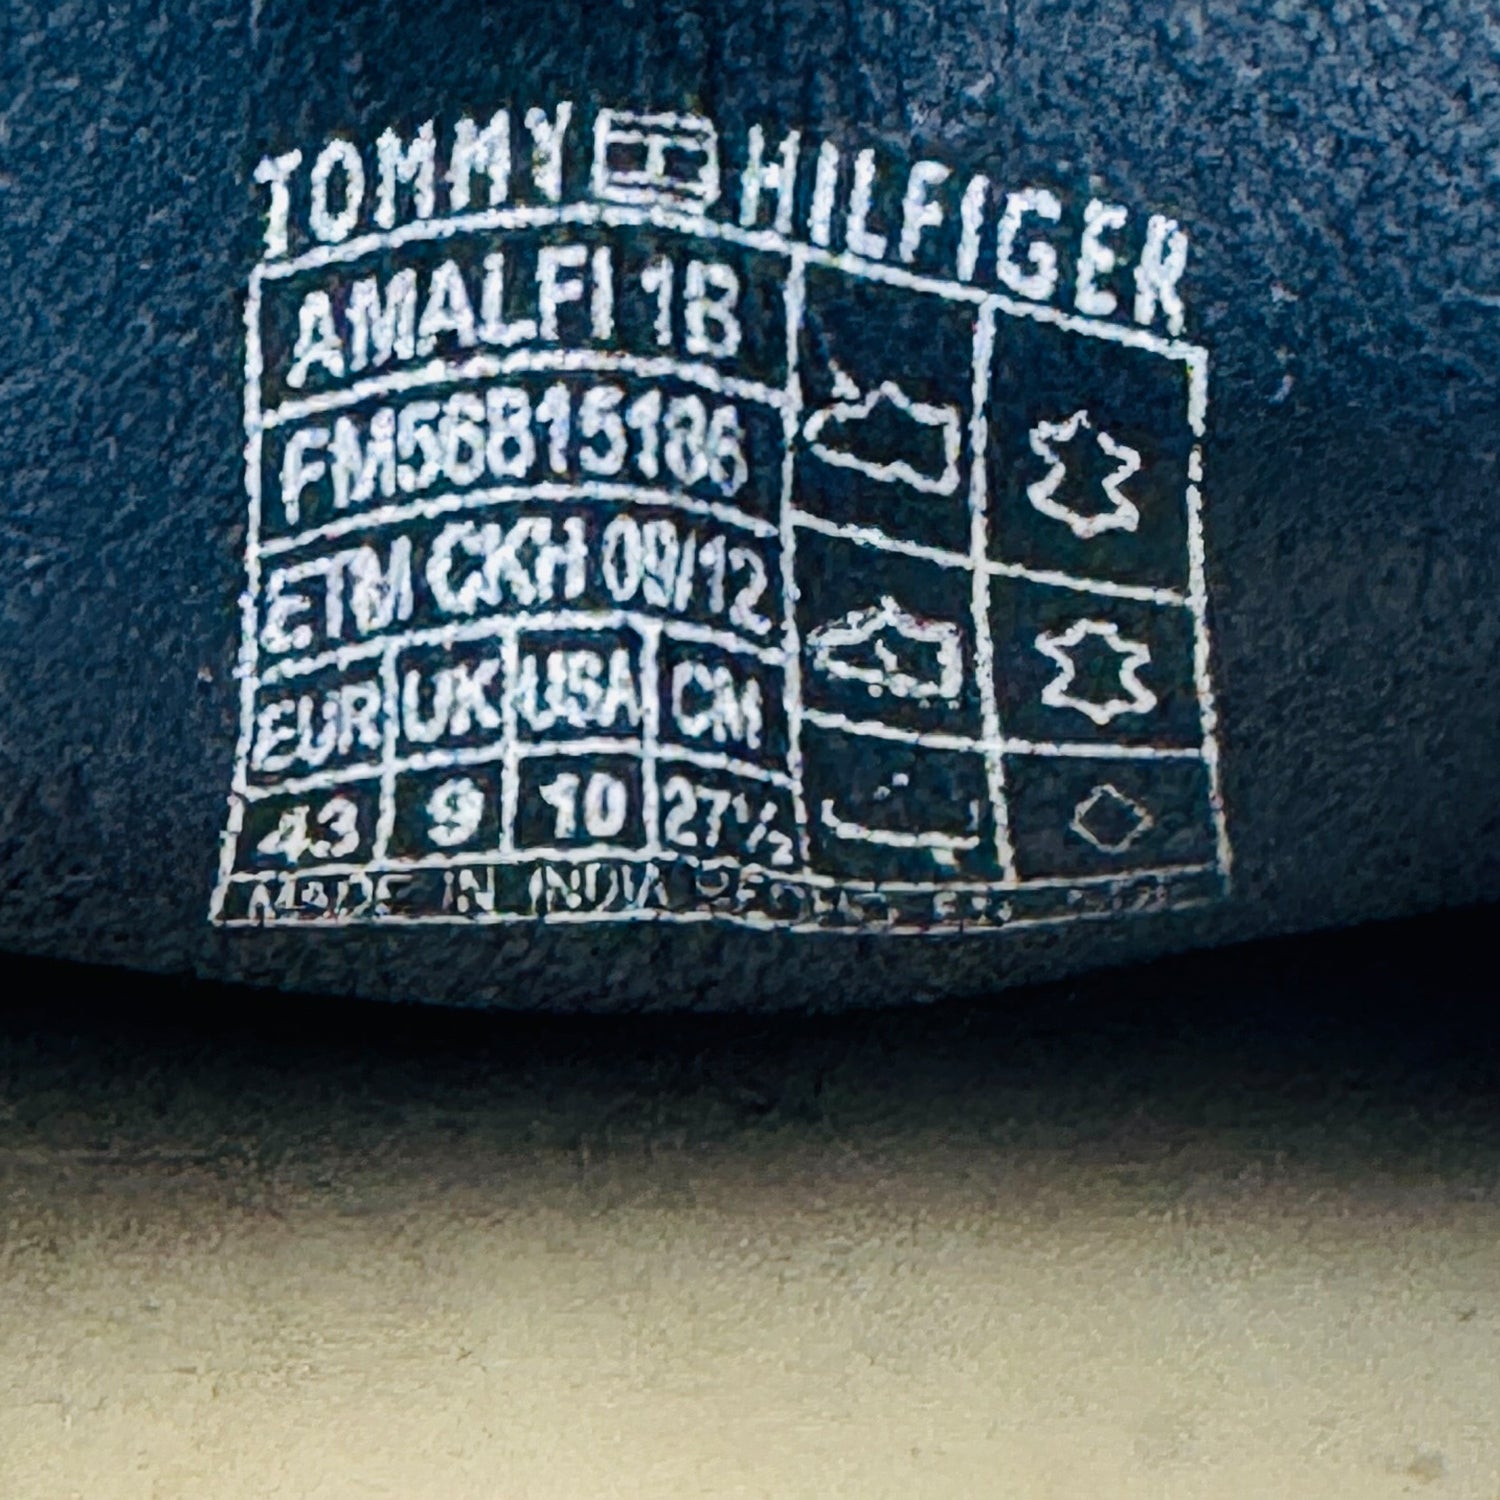 TOMMY HILFIGER
AMALFI 1B
FM56815186
ETM CKH 09/12
EUR UK USA CM
43 9 10 27½
MADE IN INDIA